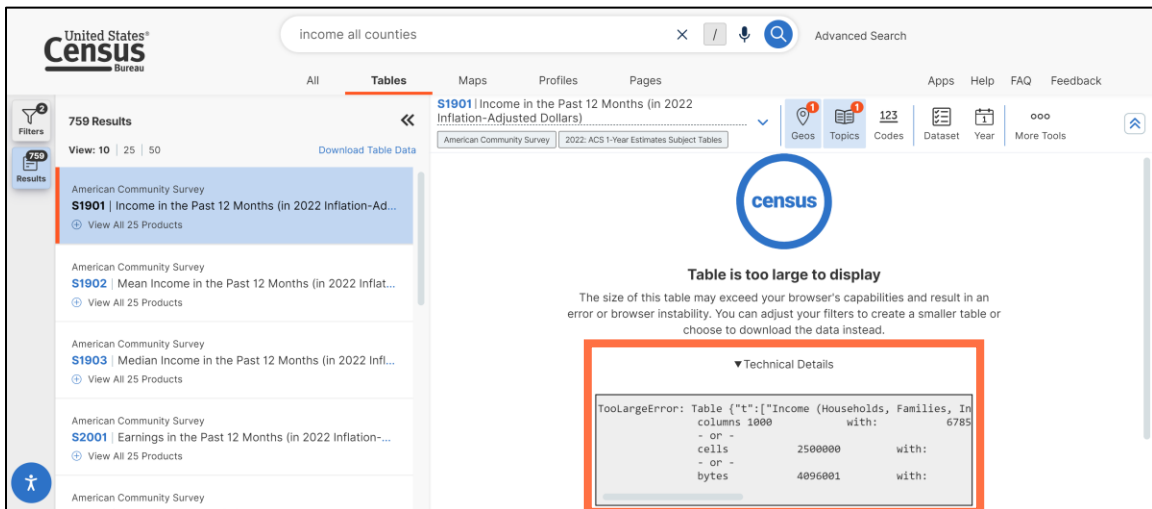 United States®
Census
Bureau
income all counties
/
Advanced Search
All
Tables
Maps
Profiles
Pages
Apps
Help
FAQ
Feedback
2
Filters
759
Results
759 Results
View: 10 | 25 | 50
Download Table Data
American Community Survey
S1901 | Income in the Past 12 Months (in 2022 Inflation-Ad...
View All 25 Products
American Community Survey
S1902 | Mean Income in the Past 12 Months (in 2022 Inflat...
View All 25 Products
American Community Survey
S1903 | Median Income in the Past 12 Months (in 2022 Infl...
View All 25 Products
American Community Survey
S2001 | Earnings in the Past 12 Months (in 2022 Inflation-...
View All 25 Products
American Community Survey
S1901 | Income in the Past 12 Months (in 2022
Inflation-Adjusted Dollars)
American Community Survey
2022: ACS 1-Year Estimates Subject Tables
1
Geos
1
Topics
123
Codes
Dataset
1
Year
More Tools
census
Table is too large to display
The size of this table may exceed your browser's capabilities and result in an
error or browser instability. You can adjust your filters to create a smaller table or
choose to download the data instead.
▼Technical Details
TooLargeError: Table {"t":["Income (Households, Families, In
columns 1000 with: 6785
- or -
cells 2500000 with:
- or -
bytes 4096001 with: